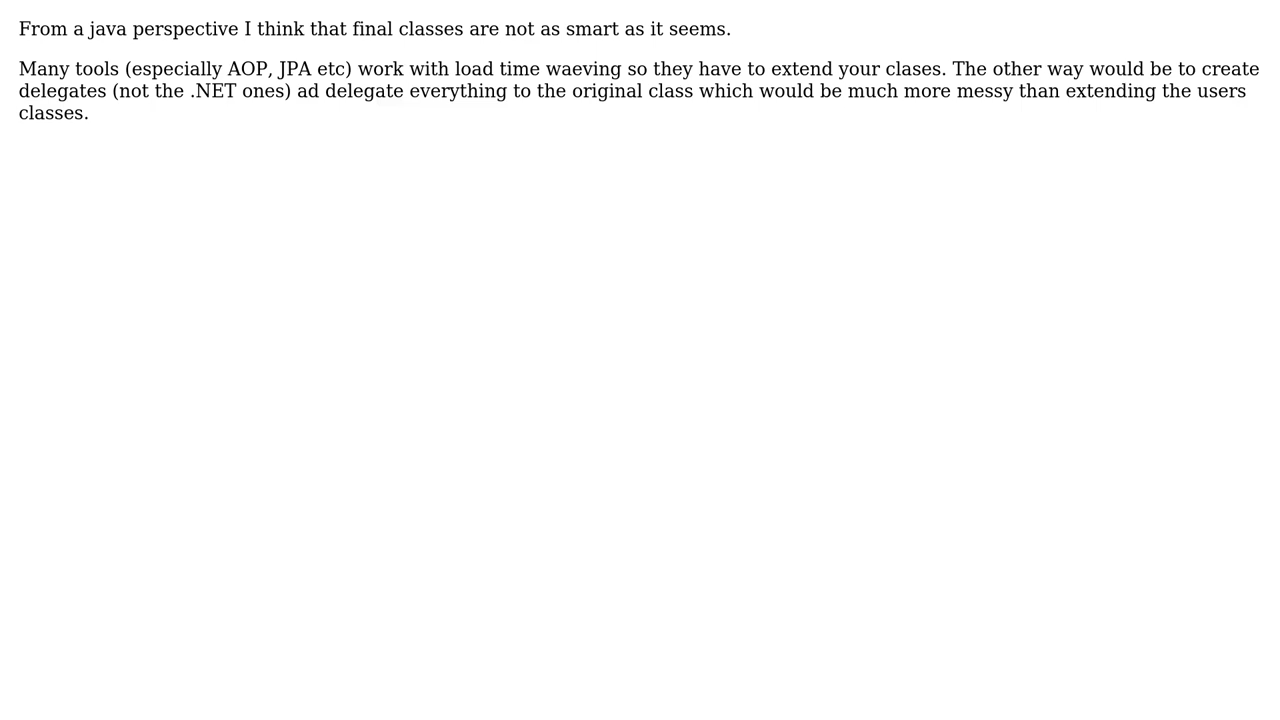 From a java perspective I think that final classes are not as smart as it seems.
Many tools (especially AOP, JPA etc) work with load time waeving so they have to extend your clases. The other way would be to create
delegates (not the .NET ones) ad delegate everything to the original class which would be much more messy than extending the users
classes.